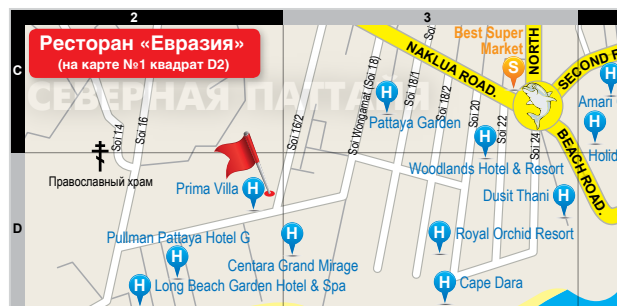 2
3
Ресторан «Евразия»
(на карте №1 квадрат D2)
C
СЕВЕРНАЯ ПАТТАЙЯ
Best Super
Market
S
NAKLUA ROAD.
NORTH
SECOND R
BEACH ROAD.
Soi 14
Soi 16
Soi 16/2
Soi Wongamat (Soi 18)
Soi 18/1
Soi 18/2
Soi 20
Soi 22
Soi 24
H
Pattaya Garden
H
Amari
H
Holid
H
Woodlands Hotel & Resort
Православный храм
Prima Villa
H
Dusit Thani
H
D
Pullman Pattaya Hotel G
H
H
Centara Grand Mirage
H
Royal Orchid Resort
H
Long Beach Garden Hotel & Spa
H
Cape Dara